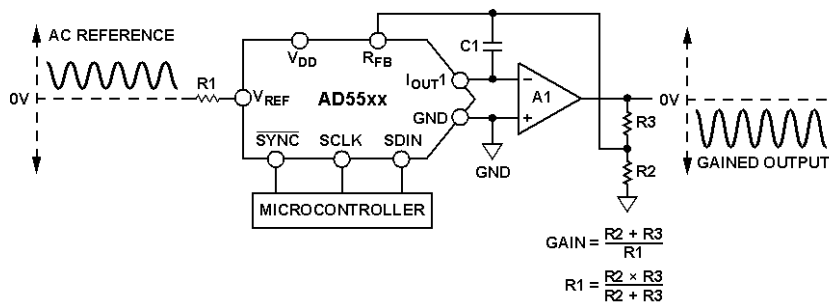 AC REFERENCE
0V
R1
V_REF
V_DD
R_FB
AD55xx
I_OUT1
GND
SYNC
SCLK
SDIN
MICROCONTROLLER
C1
−
A1
+
GND
0V
R3
R2
GAINED OUTPUT
GAIN = (R2 + R3) / R1
R1 = (R2 × R3) / (R2 + R3)